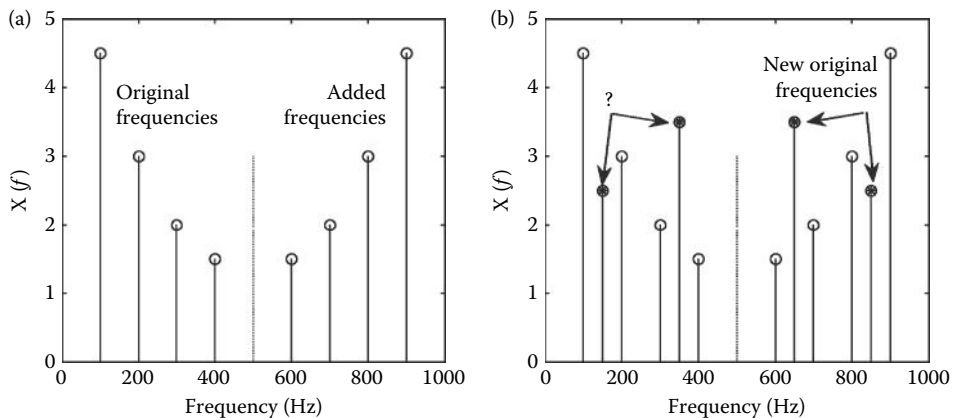 (a)
5
4
3
2
1
0
X (f)
Original
frequencies
Added
frequencies
0 200 400 600 800 1000
Frequency (Hz)
(b)
5
4
3
2
1
0
X (f)
?
New original
frequencies
0 200 400 600 800 1000
Frequency (Hz)